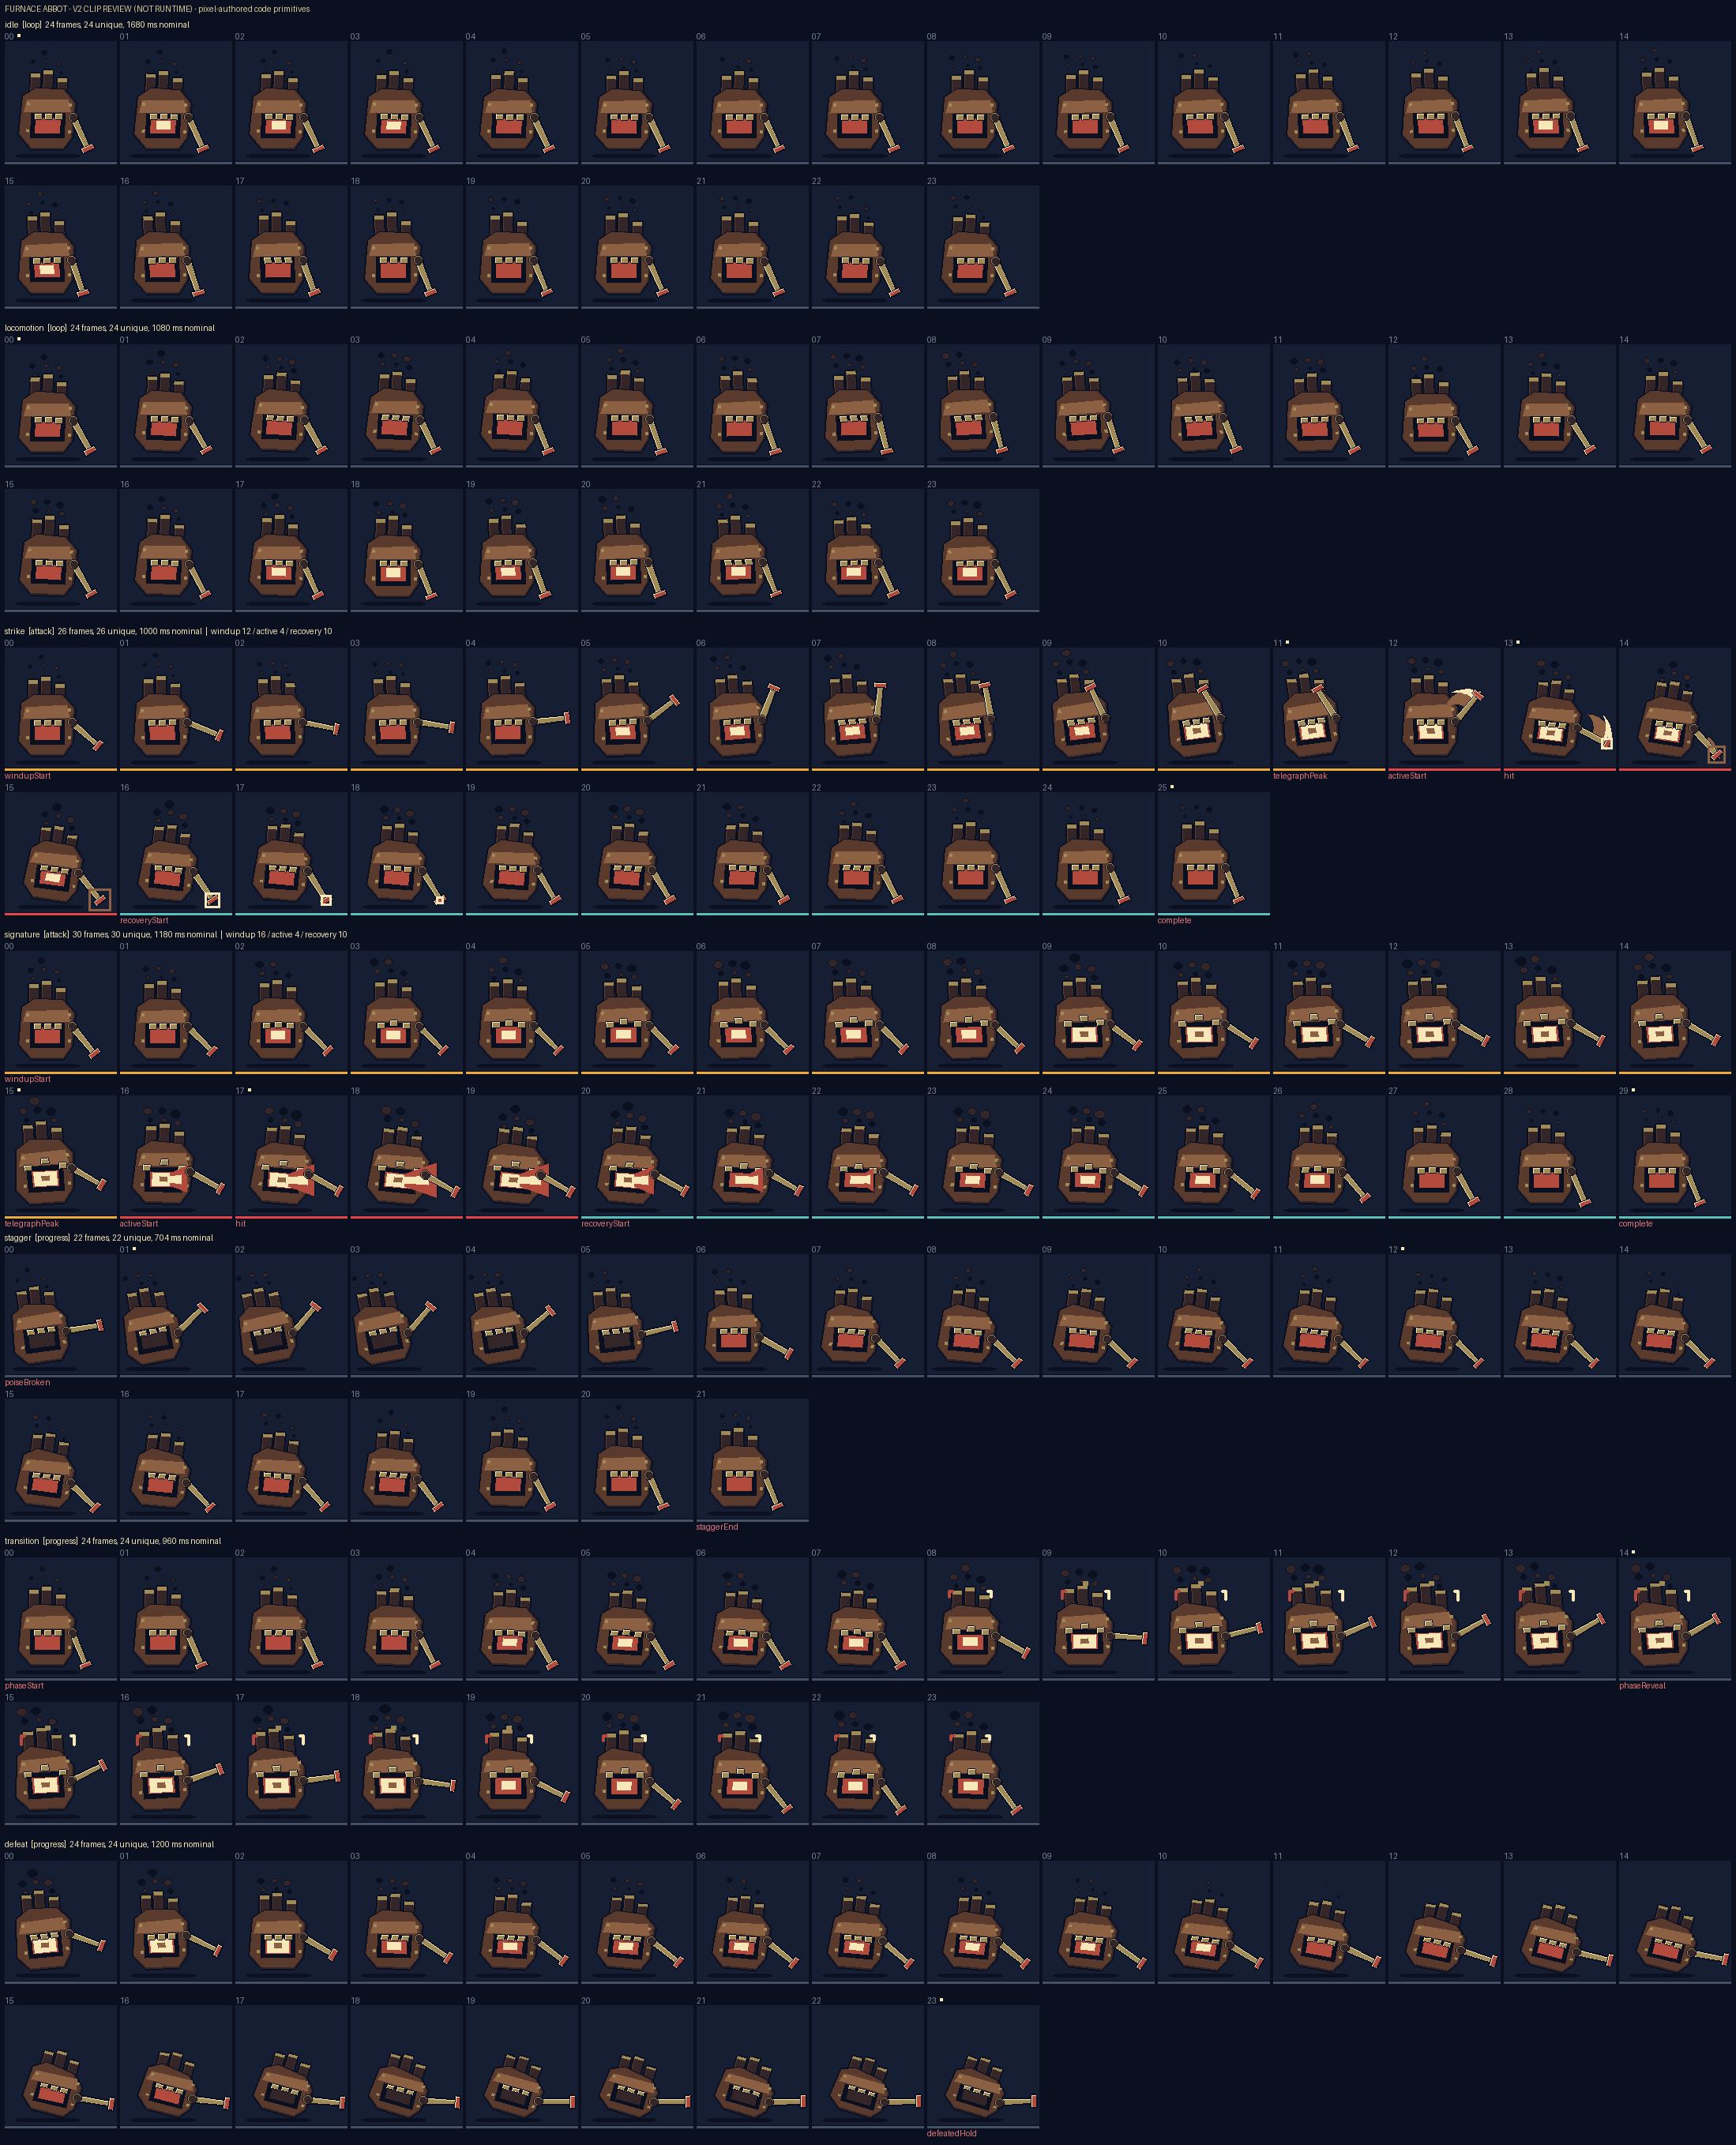 FURNACE ABBOT - V2 CLIP REVIEW (NOT RUNTIME) - pixel-authored code primitives
idle [loop] 24 frames, 24 unique, 1680 ms nominal
00 01 02 03 04 05 06 07 08 09 10 11 12 13 14
15 16 17 18 19 20 21 22 23
locomotion [loop] 24 frames, 24 unique, 1080 ms nominal
00 01 02 03 04 05 06 07 08 09 10 11 12 13 14
15 16 17 18 19 20 21 22 23
strike [attack] 26 frames, 26 unique, 1000 ms nominal | windup 12 / active 4 / recovery 10
00 01 02 03 04 05 06 07 08 09 10 11 12 13 14
windupStart telegraphPeak activeStart hit
15 16 17 18 19 20 21 22 23 24 25
recoveryStart complete
signature [attack] 30 frames, 30 unique, 1180 ms nominal | windup 16 / active 4 / recovery 10
00 01 02 03 04 05 06 07 08 09 10 11 12 13 14
windupStart
15 16 17 18 19 20 21 22 23 24 25 26 27 28 29
telegraphPeak activeStart hit recoveryStart complete
stagger [progress] 22 frames, 22 unique, 704 ms nominal
00 01 02 03 04 05 06 07 08 09 10 11 12 13 14
poiseBroken
15 16 17 18 19 20 21
staggerEnd
transition [progress] 24 frames, 24 unique, 960 ms nominal
00 01 02 03 04 05 06 07 08 09 10 11 12 13 14
phaseStart phaseReveal
15 16 17 18 19 20 21 22 23
defeat [progress] 24 frames, 24 unique, 1200 ms nominal
00 01 02 03 04 05 06 07 08 09 10 11 12 13 14
15 16 17 18 19 20 21 22 23
defeatedHold